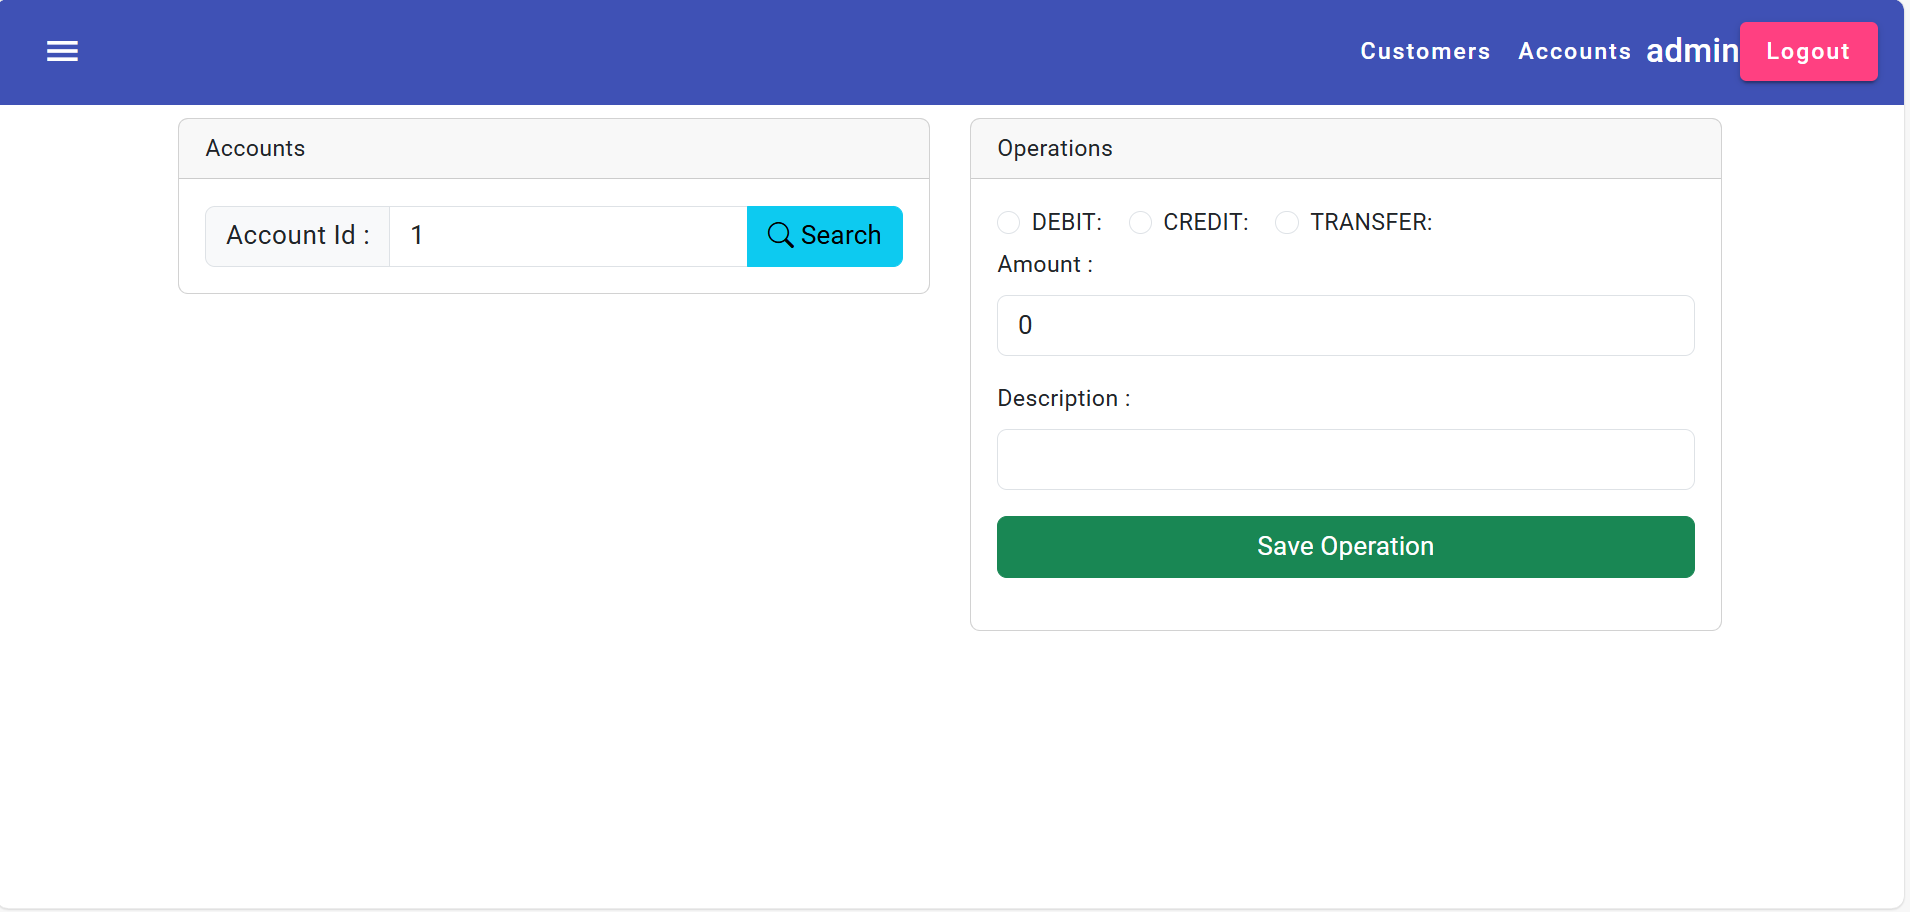 Customers Accounts admin Logout
Accounts
Account Id : 1 Search
Operations
DEBIT: CREDIT: TRANSFER:
Amount :
0
Description :
Save Operation